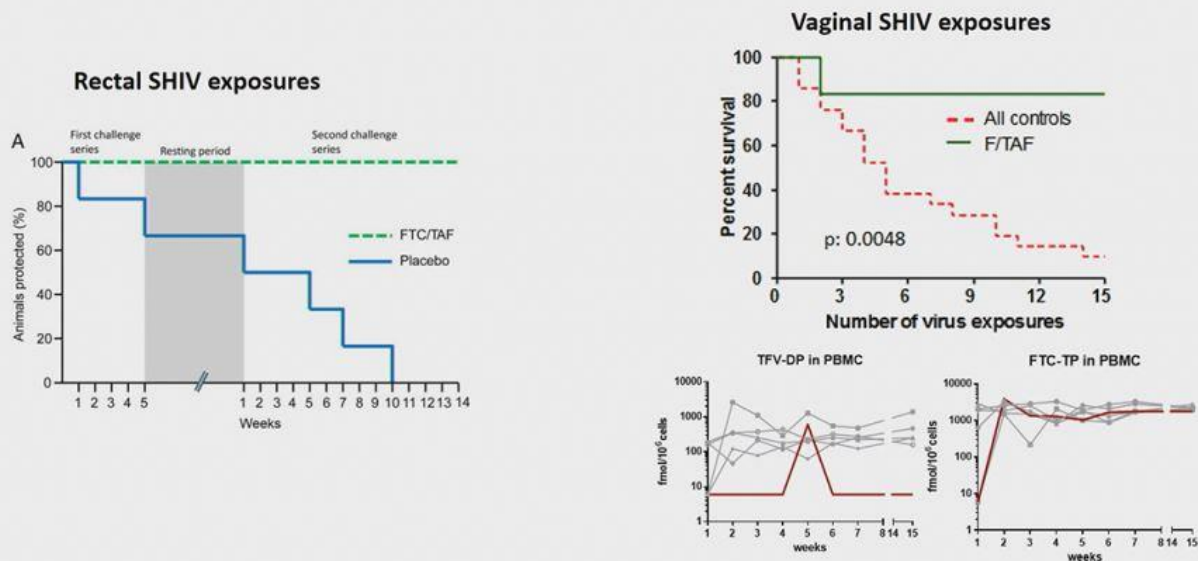 Rectal SHIV exposures
A
First challenge
series
Resting period
Second challenge
series
Animals protected (%)
100
80
60
40
20
0
FTC/TAF
Placebo
1 2 3 4 5 1 2 3 4 5 6 7 8 9 10 11 12 13 14
Weeks
Vaginal SHIV exposures
Percent survival
100
80
60
40
20
0
All controls
F/TAF
p: 0.0048
0 3 6 9 12 15
Number of virus exposures
TFV-DP in PBMC
fmol/10⁶ cells
10000
1000
100
10
1
1 2 3 4 5 6 7 8 14 15
weeks
FTC-TP in PBMC
fmol/10⁶ cells
10000
1000
100
10
1
1 2 3 4 5 6 7 8 14 15
weeks